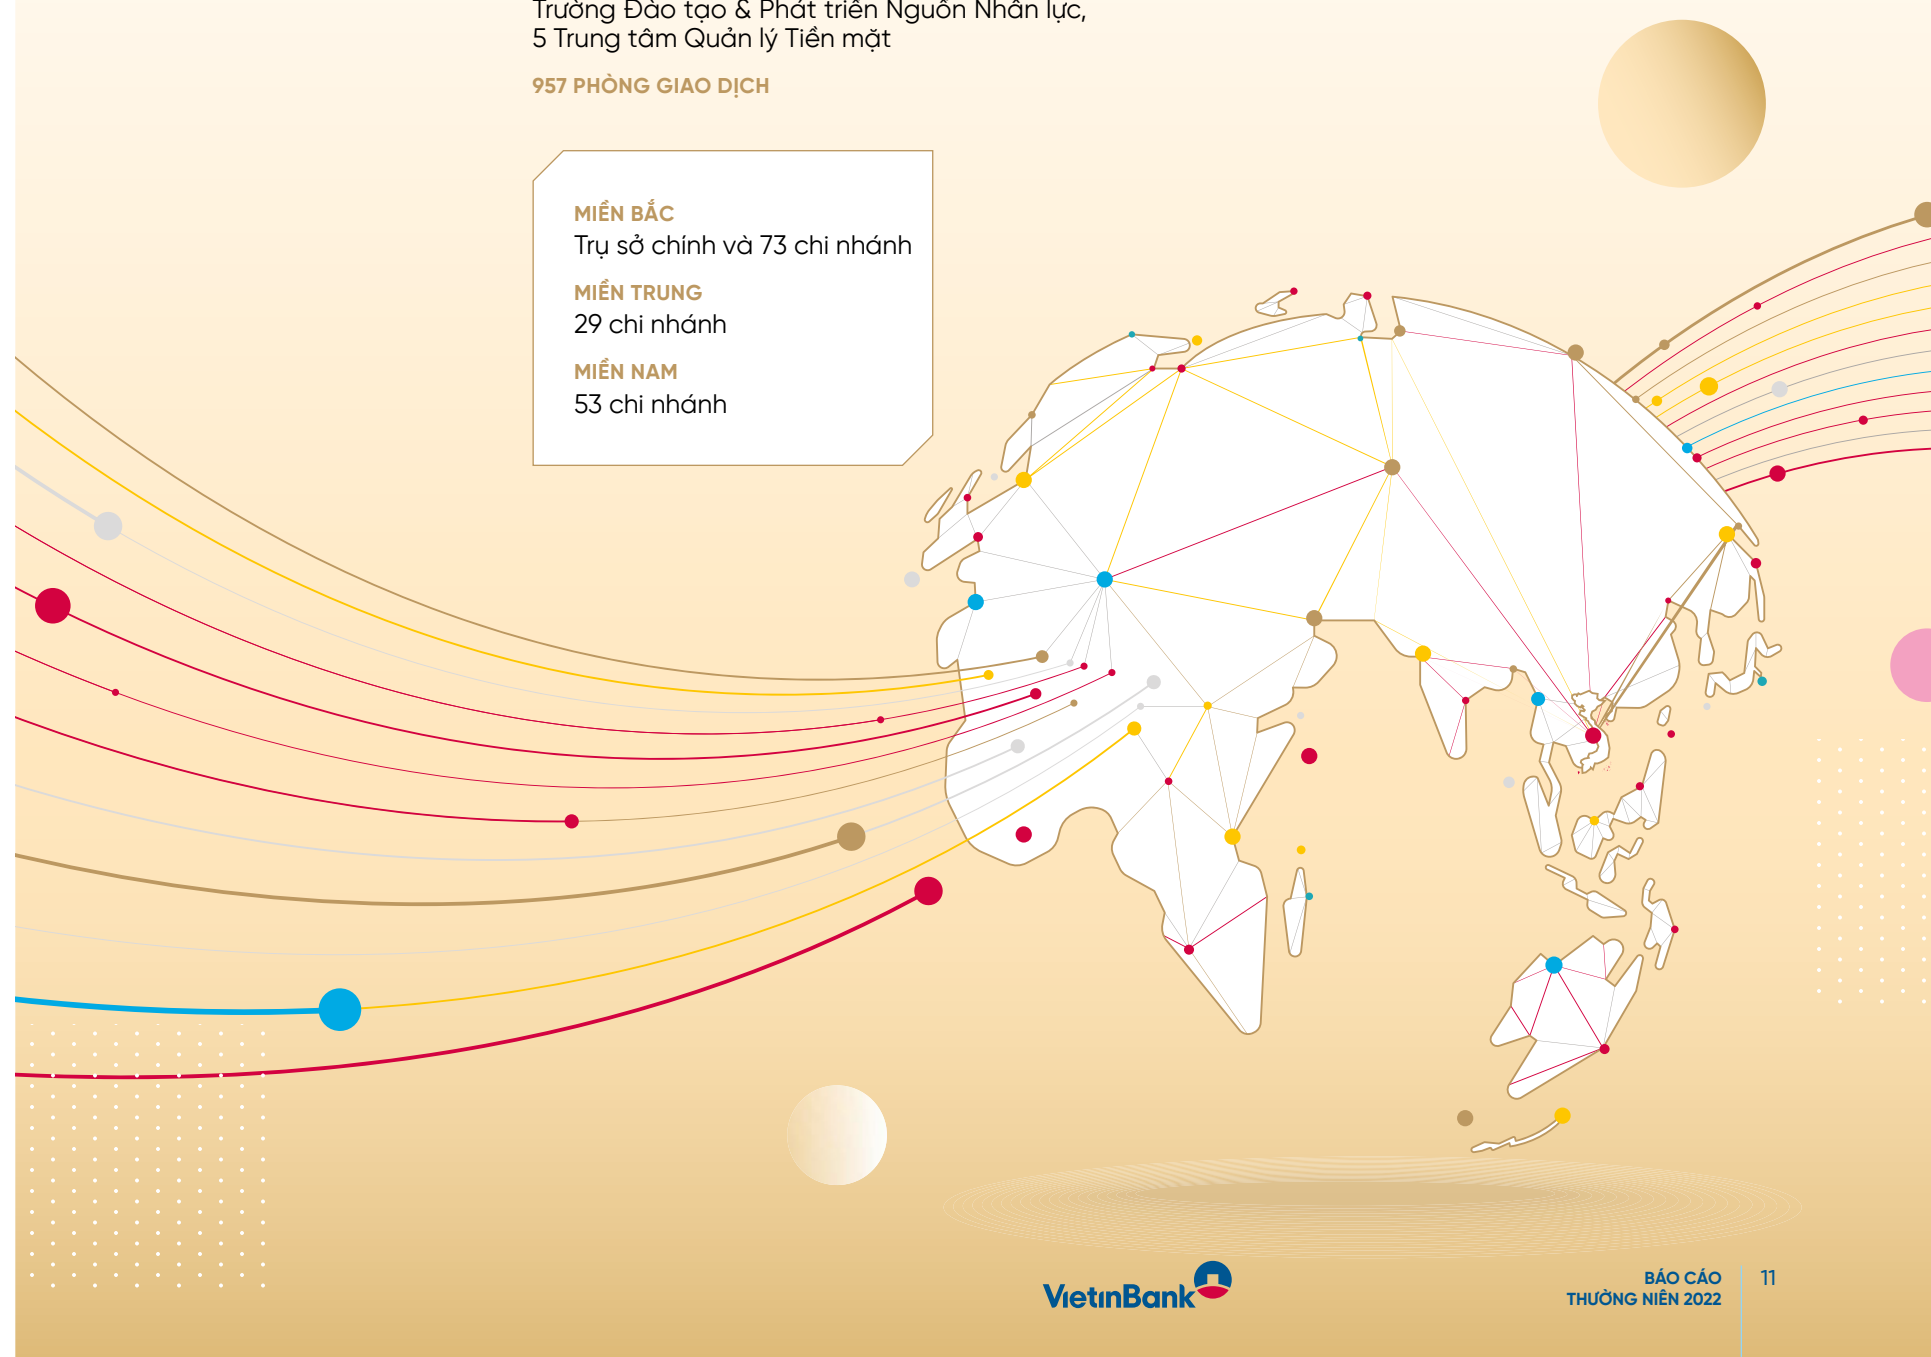 Trường Đào tạo & Phát triển Nguồn Nhân lực,
5 Trung tâm Quản lý Tiền mặt
957 PHÒNG GIAO DỊCH
MIỀN BẮC
Trụ sở chính và 73 chi nhánh
MIỀN TRUNG
29 chi nhánh
MIỀN NAM
53 chi nhánh
VietinBank
BÁO CÁO
THƯỜNG NIÊN 2022
11